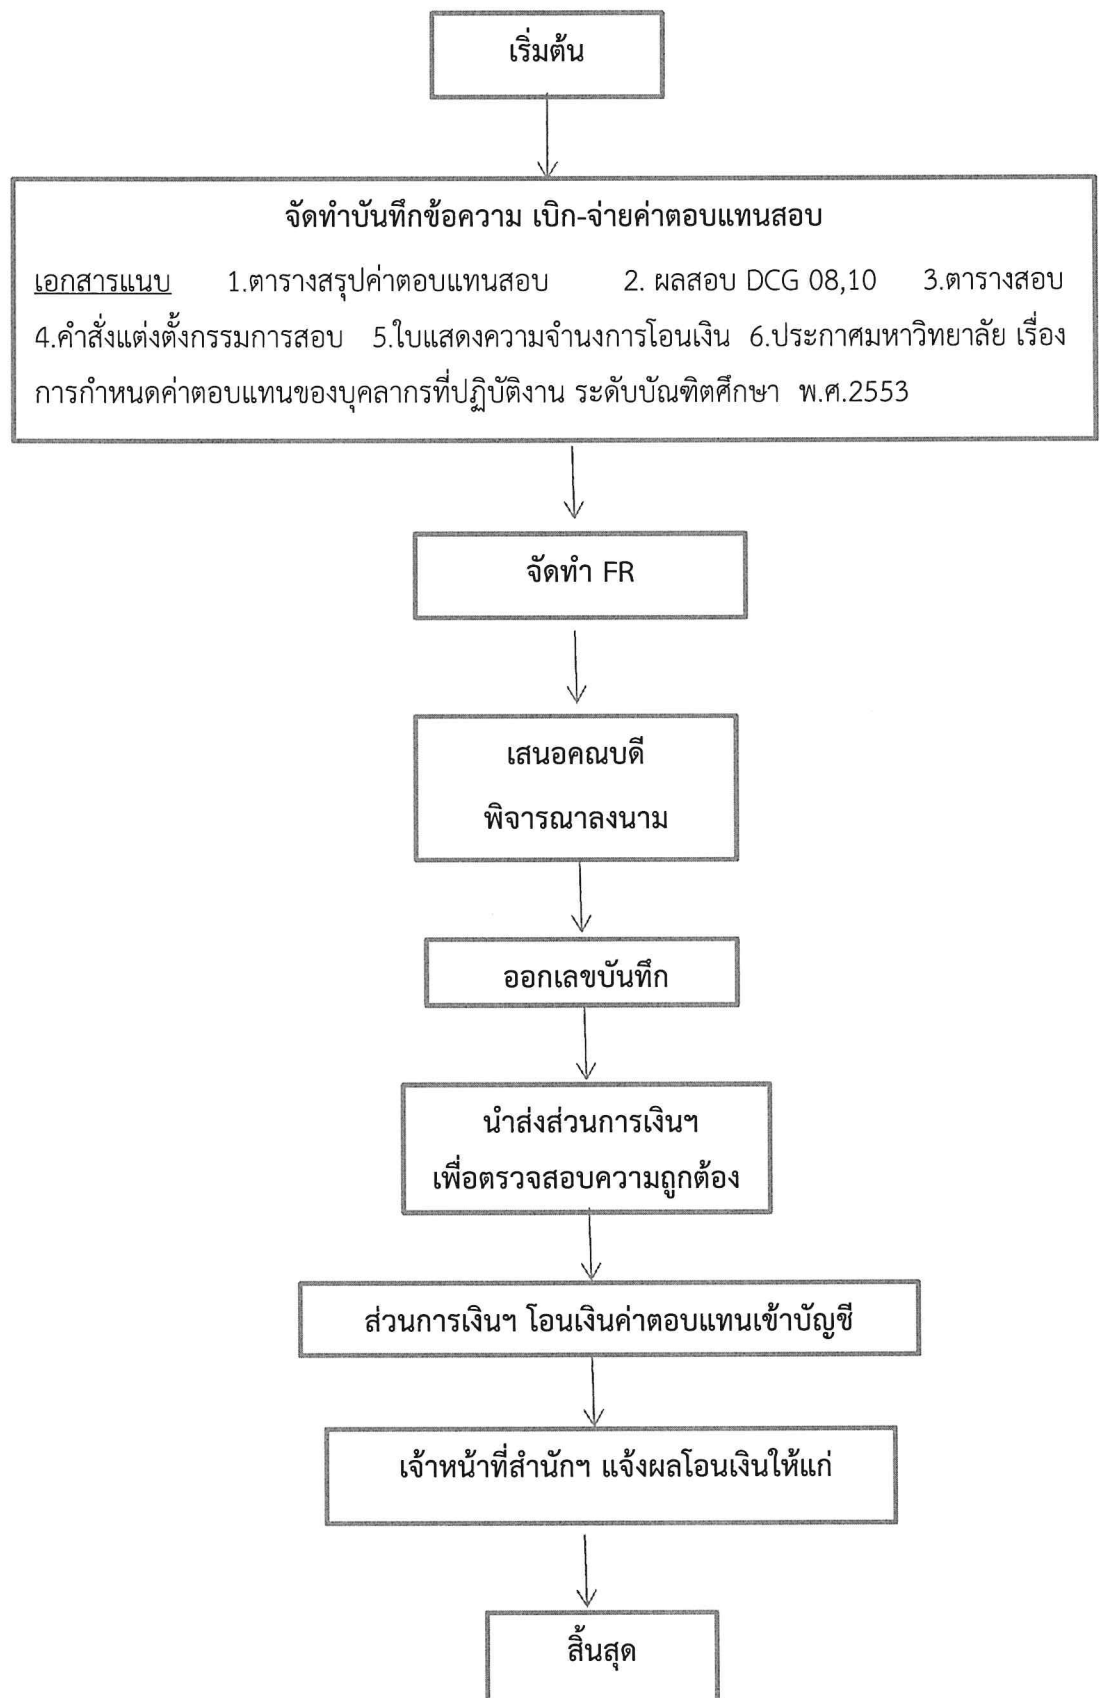 เริ่มต้น
จัดทำบันทึกข้อความ เบิก-จ่ายค่าตอบแทนสอบ
เอกสารแนบ 1.ตารางสรุปค่าตอบแทนสอบ 2. ผลสอบ DCG 08,10 3.ตารางสอบ
4.คำสั่งแต่งตั้งกรรมการสอบ 5.ใบแสดงความจำนงการโอนเงิน 6.ประกาศมหาวิทยาลัย เรื่อง
การกำหนดค่าตอบแทนของบุคลากรที่ปฏิบัติงาน ระดับบัณฑิตศึกษา พ.ศ.2553
จัดทำ FR
เสนอคณบดี
พิจารณาลงนาม
ออกเลขบันทึก
นำส่งส่วนการเงินฯ
เพื่อตรวจสอบความถูกต้อง
ส่วนการเงินฯ โอนเงินค่าตอบแทนเข้าบัญชี
เจ้าหน้าที่สำนักฯ แจ้งผลโอนเงินให้แก่
สิ้นสุด